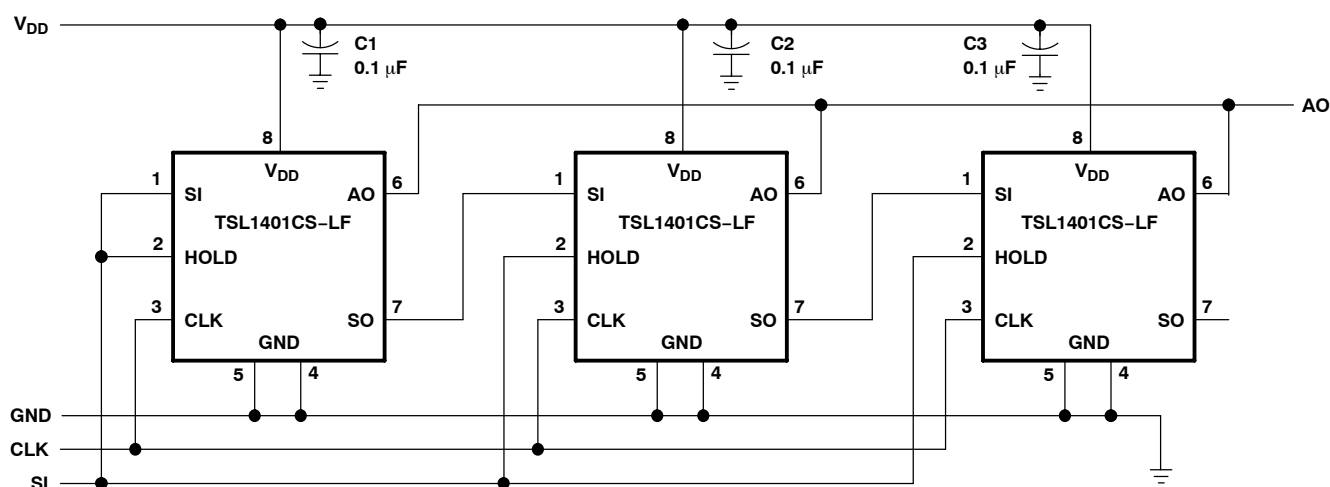 VDD
C1
0.1 μF
C2
0.1 μF
C3
0.1 μF
AO
8
8
8
VDD
VDD
VDD
1
SI
AO
6
1
SI
AO
6
1
SI
AO
6
TSL1401CS–LF
TSL1401CS–LF
TSL1401CS–LF
2
HOLD
2
HOLD
2
HOLD
3
CLK
SO
7
3
CLK
SO
7
3
CLK
SO
7
GND
GND
GND
5
4
5
4
5
4
GND
CLK
SI